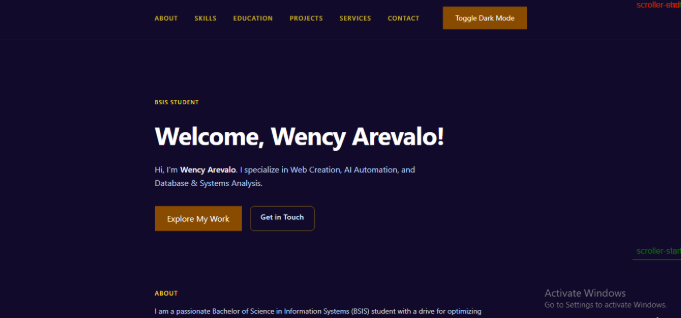 ABOUT SKILLS EDUCATION PROJECTS SERVICES CONTACT Toggle Dark Mode
BSIS STUDENT
Welcome, Wency Arevalo!
Hi, I'm Wency Arevalo. I specialize in Web Creation, AI Automation, and
Database & Systems Analysis.
Explore My Work Get in Touch
scroller-start
ABOUT
Activate Windows
Go to Settings to activate Windows.
I am a passionate Bachelor of Science in Information Systems (BSIS) student with a drive for optimizing